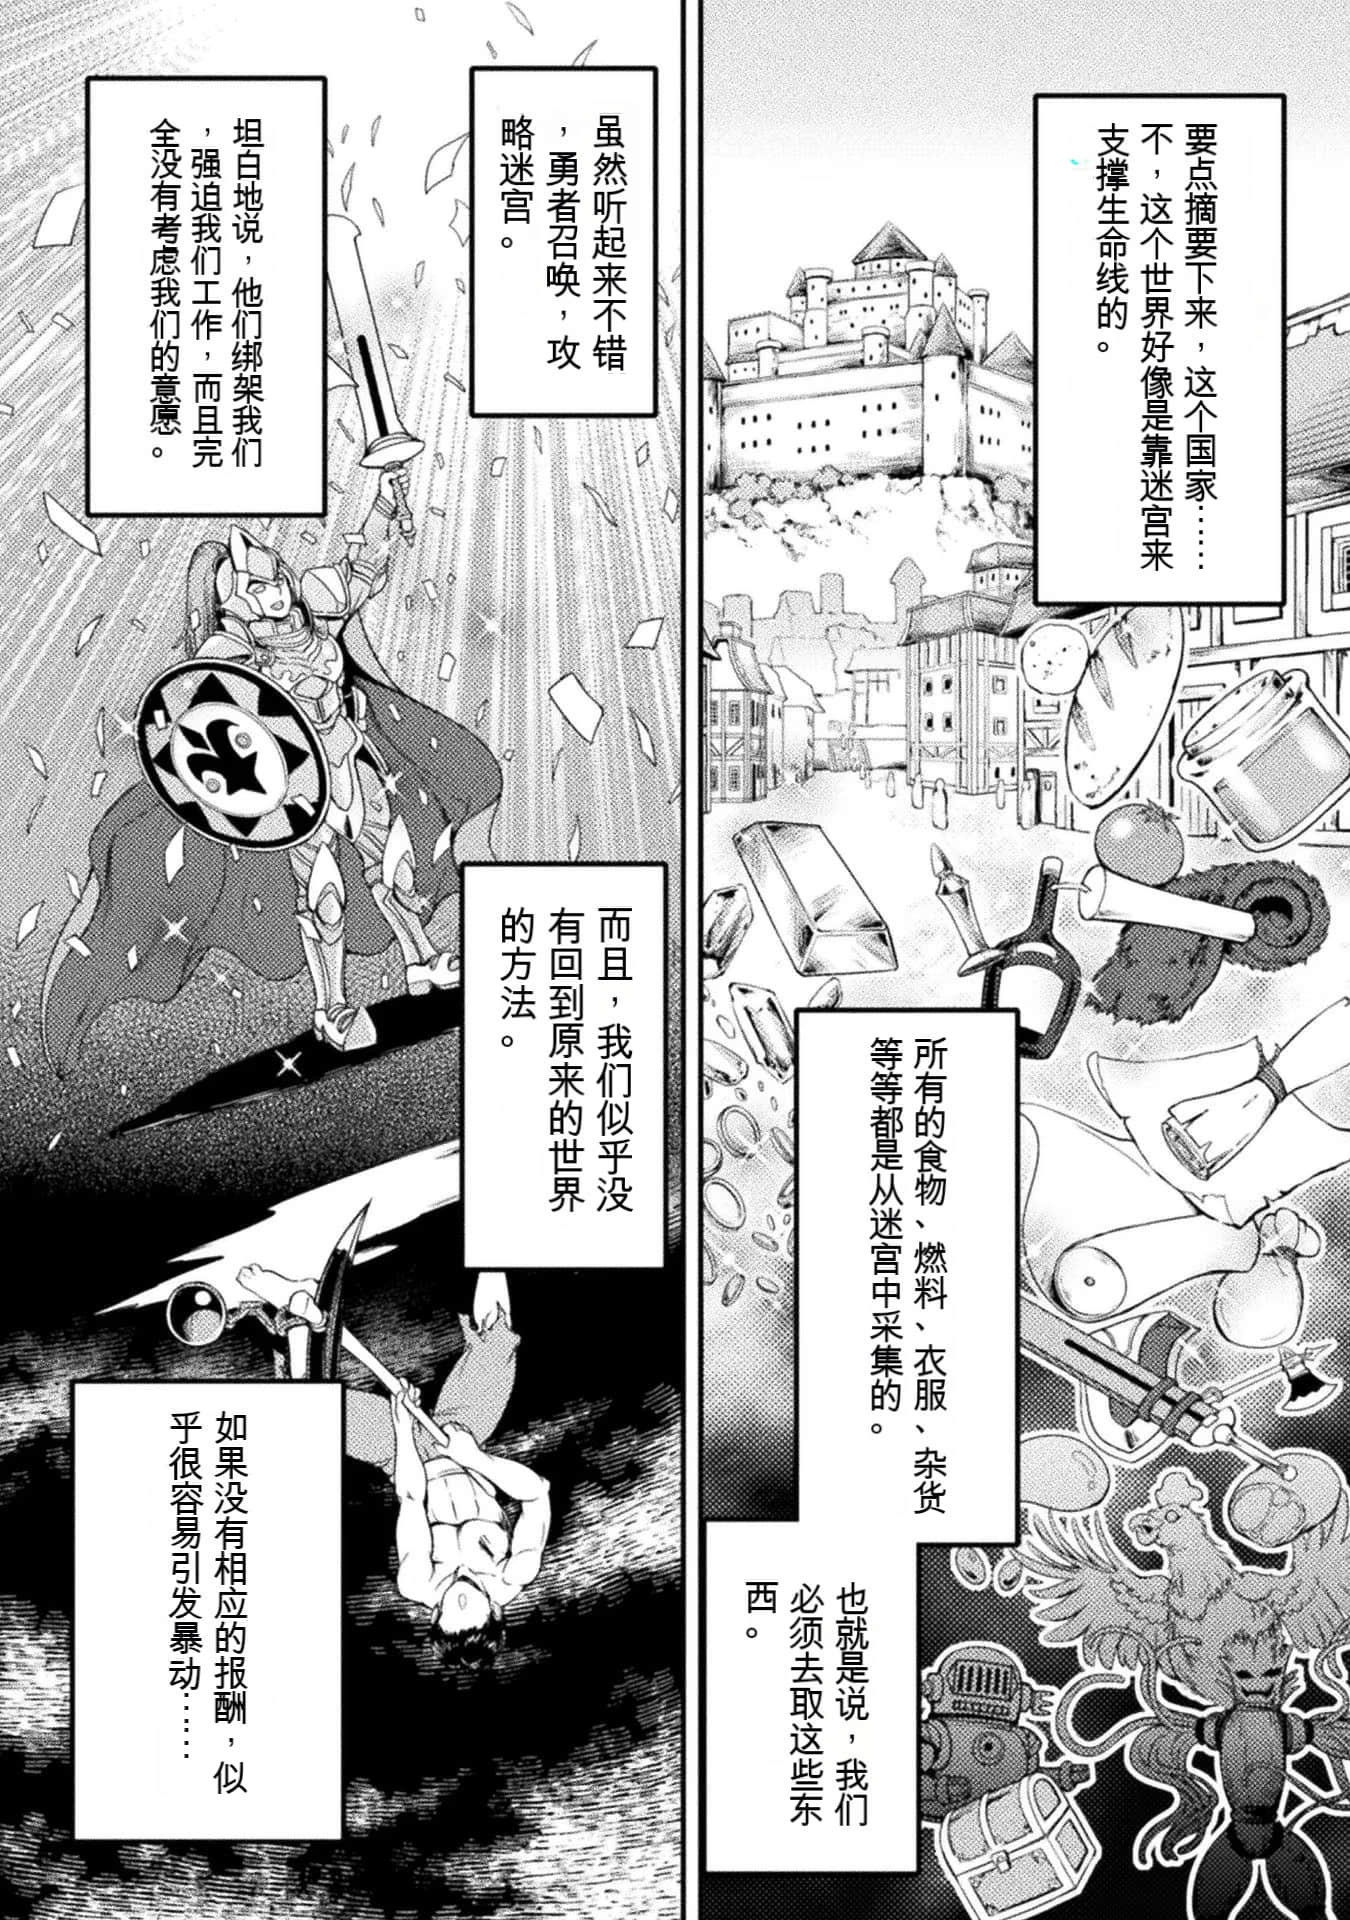 要点摘要下来，这个国家……
不，这个世界好像是靠迷宫来
支撑生命线的。
所有的食物、燃料、衣服、杂货
等等都是从迷宫中采集的。
也就是说，我们
必须去取这些东
西。
虽然听起来不错
，勇者召唤，攻
略迷宫。
坦白地说，他们绑架我们
，强迫我们工作，而且完
全没有考虑我们的意愿。
而且，我们似乎没
有回到原来的世界
的方法。
如果没有相应的报酬，似
乎很容易引发暴动……